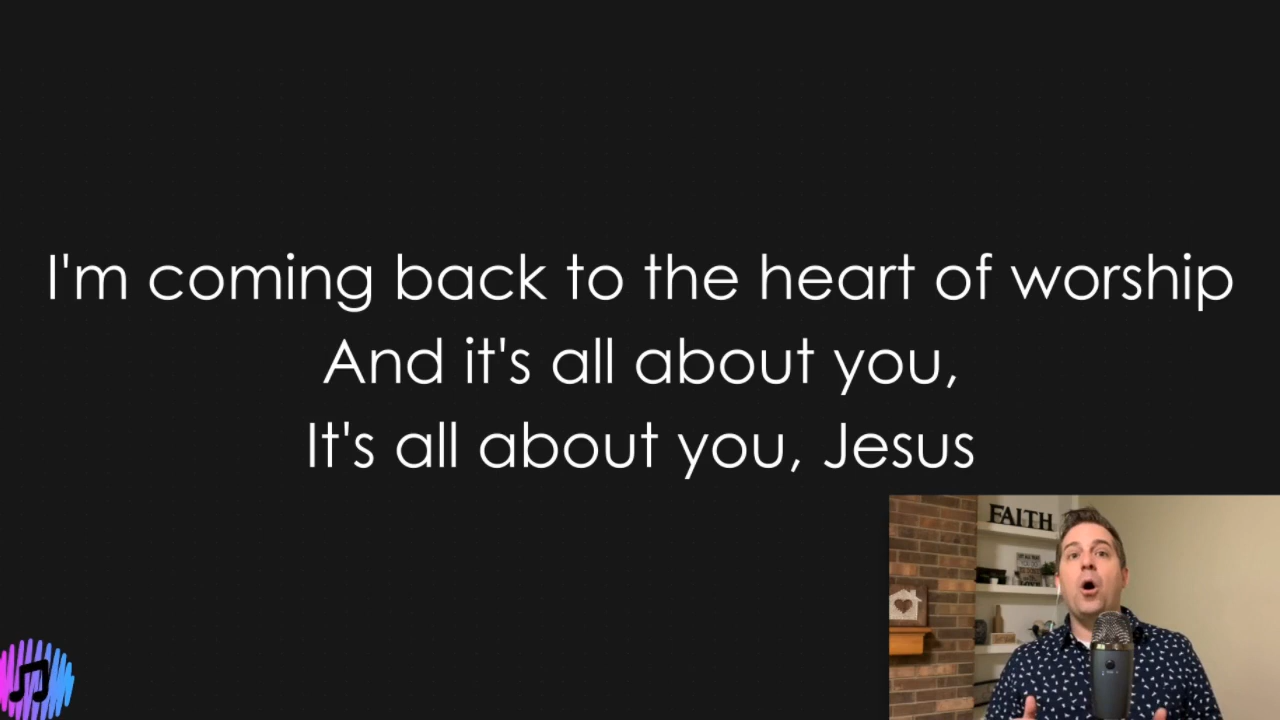 I'm coming back to the heart of worship
And it's all about you,
It's all about you, Jesus
FAITH